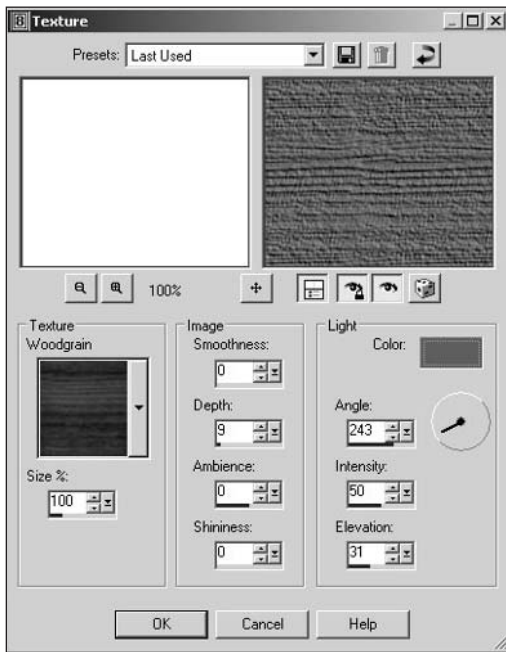 8 Texture
Presets: Last Used
100%
Texture
Woodgrain
Size %:
100
Image
Smoothness:
0
Depth:
9
Ambience:
0
Shininess:
0
Light
Color:
Angle:
243
Intensity:
50
Elevation:
31
OK Cancel Help